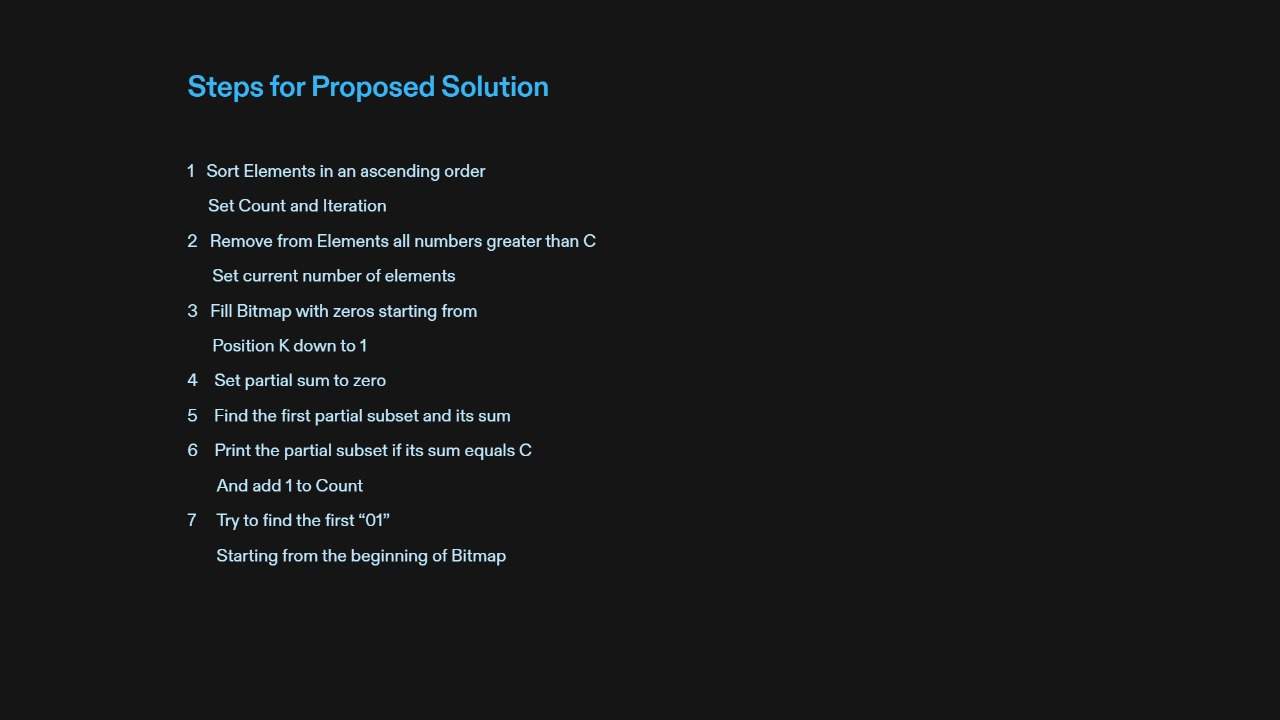 Steps for Proposed Solution
1 Sort Elements in an ascending order
Set Count and Iteration
2 Remove from Elements all numbers greater than C
Set current number of elements
3 Fill Bitmap with zeros starting from
Position K down to 1
4 Set partial sum to zero
5 Find the first partial subset and its sum
6 Print the partial subset if its sum equals C
And add 1 to Count
7 Try to find the first “01”
Starting from the beginning of Bitmap